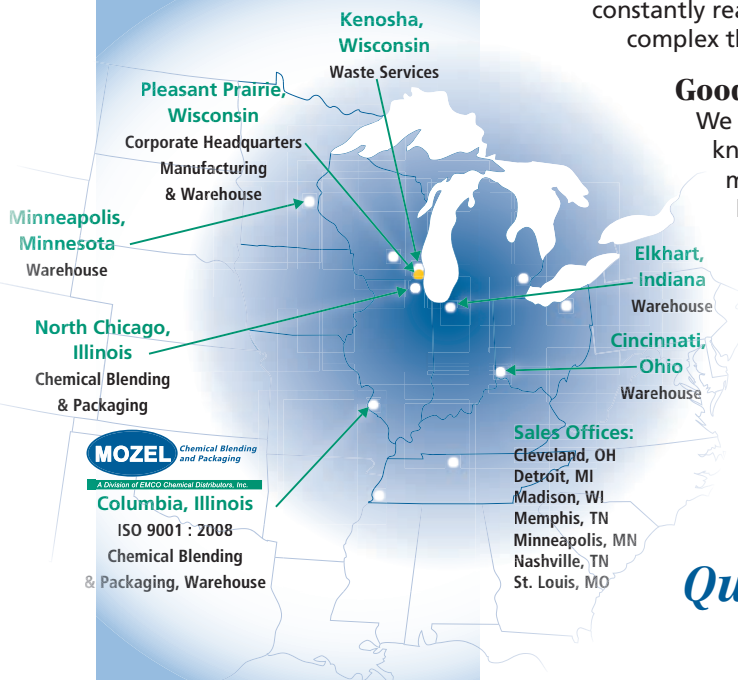 constantly rea
complex th
Good
We
kn
m
Kenosha,
Wisconsin
Waste Services
Pleasant Prairie,
Wisconsin
Corporate Headquarters
Manufacturing
& Warehouse
Minneapolis,
Minnesota
Warehouse
North Chicago,
Illinois
Chemical Blending
& Packaging
MOZEL Chemical Blending
and Packaging
A Division of EMCO Chemical Distributors, Inc.
Columbia, Illinois
ISO 9001 : 2008
Chemical Blending
& Packaging, Warehouse
Elkhart,
Indiana
Warehouse
Cincinnati,
Ohio
Warehouse
Sales Offices:
Cleveland, OH
Detroit, MI
Madison, WI
Memphis, TN
Minneapolis, MN
Nashville, TN
St. Louis, MO
Qu